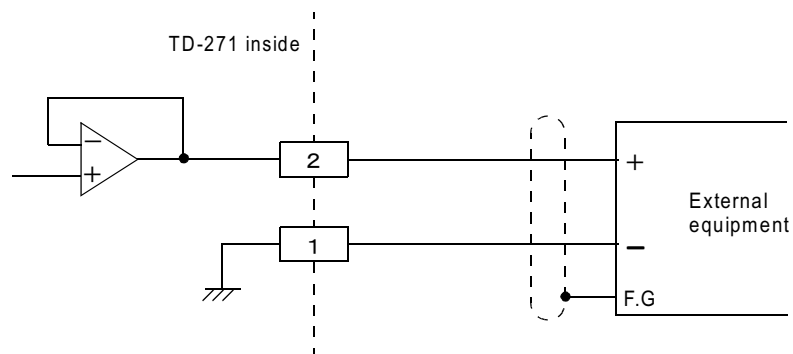 TD-271 inside
−
+
2
+
External
equipment
1
−
F.G